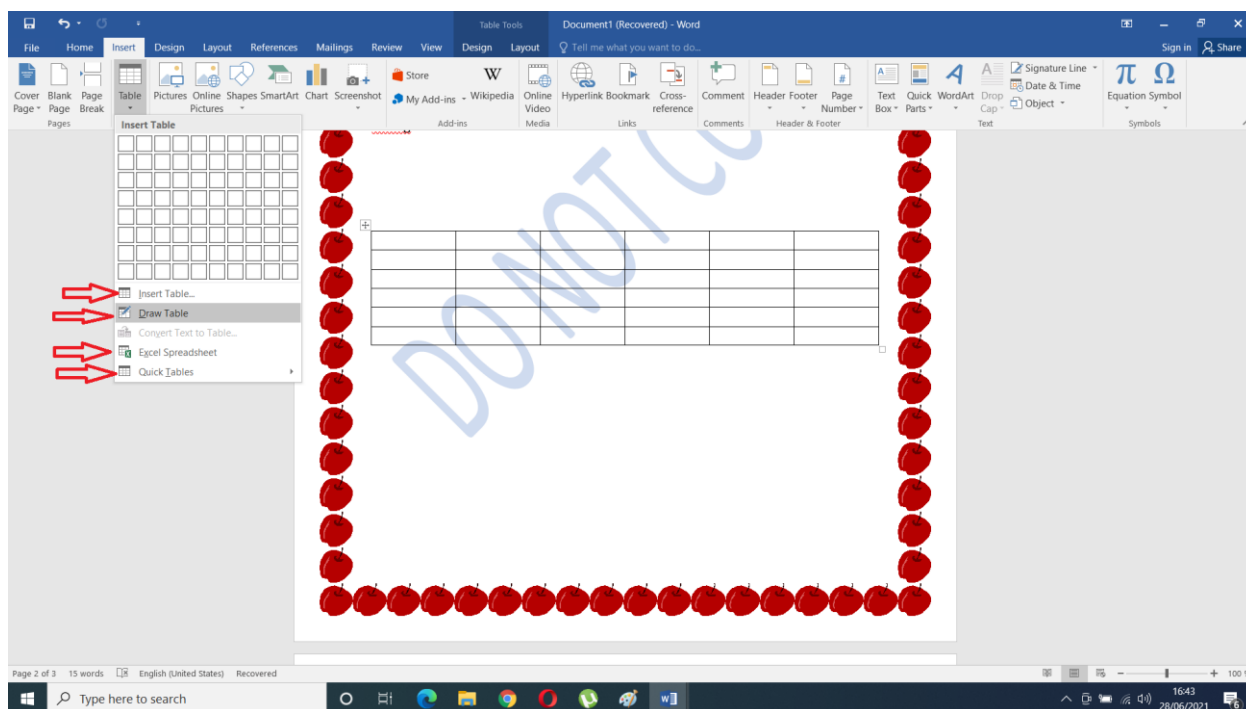 Table Tools
Document1 (Recovered) - Word
File Home Insert Design Layout References Mailings Review View Design Layout Tell me what you want to do... Sign in Share
Cover Page
Blank Page
Page Break
Table
Pictures
Online Pictures
Shapes
SmartArt
Chart
Screenshot
Store
My Add-ins
Wikipedia
Online Video
Hyperlink
Bookmark
Cross-reference
Comment
Header
Footer
Page Number
Text Box
Quick Parts
WordArt
Drop Cap
Signature Line
Date & Time
Object
Equation
Symbol
Pages
Add-ins
Media
Links
Comments
Header & Footer
Text
Symbols
Insert Table
Insert Table...
Draw Table
Convert Text to Table...
Excel Spreadsheet
Quick Tables
DO NOT CO
Page 2 of 3 15 words English (United States) Recovered
Type here to search
16:43
28/06/2021
6